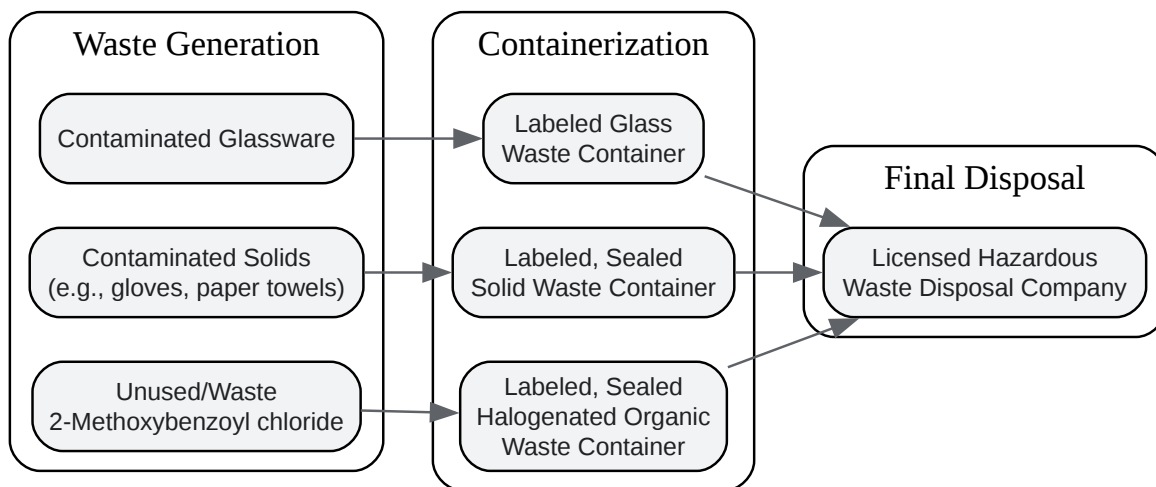 Waste Generation
Contaminated Glassware
Contaminated Solids
(e.g., gloves, paper towels)
Unused/Waste
2-Methoxybenzoyl chloride
Containerization
Labeled Glass
Waste Container
Labeled, Sealed
Solid Waste Container
Labeled, Sealed
Halogenated Organic
Waste Container
Final Disposal
Licensed Hazardous
Waste Disposal Company